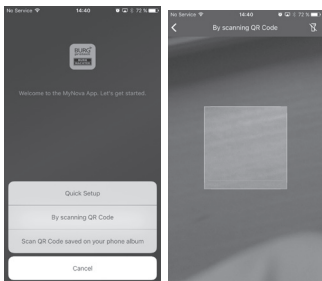 No Service 14:40 72 %
BURG
Welcome to the MyNova App. Let's get started.
Quick Setup
By scanning QR Code
Scan QR Code saved on your phone album
Cancel
No Service 14:40 72 %
By scanning QR Code